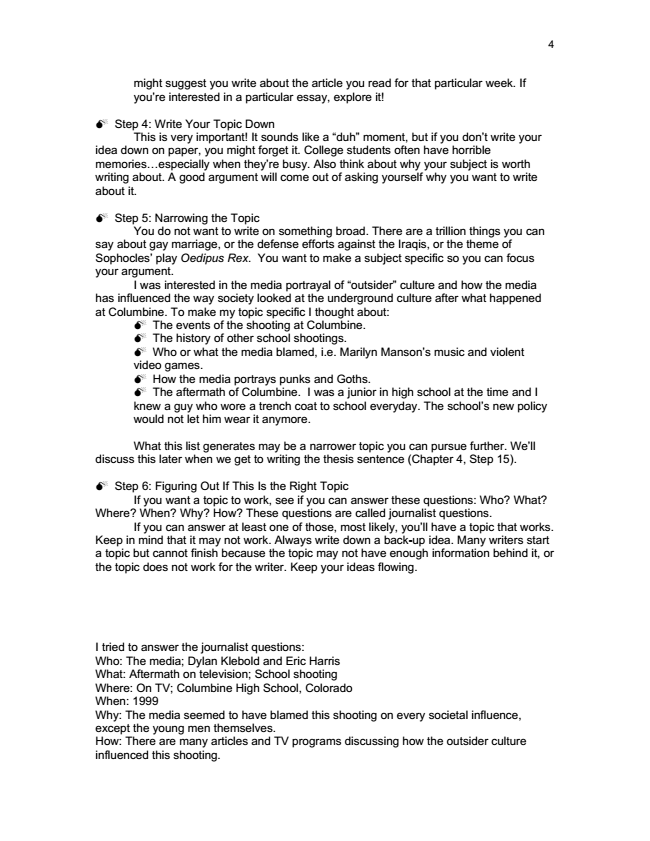 4
might suggest you write about the article you read for that particular week. If
you’re interested in a particular essay, explore it!
💣 Step 4: Write Your Topic Down
This is very important! It sounds like a “duh” moment, but if you don’t write your
idea down on paper, you might forget it. College students often have horrible
memories…especially when they’re busy. Also think about why your subject is worth
writing about. A good argument will come out of asking yourself why you want to write
about it.
💣 Step 5: Narrowing the Topic
You do not want to write on something broad. There are a trillion things you can
say about gay marriage, or the defense efforts against the Iraqis, or the theme of
Sophocles’ play Oedipus Rex. You want to make a subject specific so you can focus
your argument.
I was interested in the media portrayal of “outsider” culture and how the media
has influenced the way society looked at the underground culture after what happened
at Columbine. To make my topic specific I thought about:
💣 The events of the shooting at Columbine.
💣 The history of other school shootings.
💣 Who or what the media blamed, i.e. Marilyn Manson’s music and violent
video games.
💣 How the media portrays punks and Goths.
💣 The aftermath of Columbine. I was a junior in high school at the time and I
knew a guy who wore a trench coat to school everyday. The school’s new policy
would not let him wear it anymore.
What this list generates may be a narrower topic you can pursue further. We’ll
discuss this later when we get to writing the thesis sentence (Chapter 4, Step 15).
💣 Step 6: Figuring Out If This Is the Right Topic
If you want a topic to work, see if you can answer these questions: Who? What?
Where? When? Why? How? These questions are called journalist questions.
If you can answer at least one of those, most likely, you’ll have a topic that works.
Keep in mind that it may not work. Always write down a back-up idea. Many writers start
a topic but cannot finish because the topic may not have enough information behind it, or
the topic does not work for the writer. Keep your ideas flowing.
I tried to answer the journalist questions:
Who: The media; Dylan Klebold and Eric Harris
What: Aftermath on television; School shooting
Where: On TV; Columbine High School, Colorado
When: 1999
Why: The media seemed to have blamed this shooting on every societal influence,
except the young men themselves.
How: There are many articles and TV programs discussing how the outsider culture
influenced this shooting.